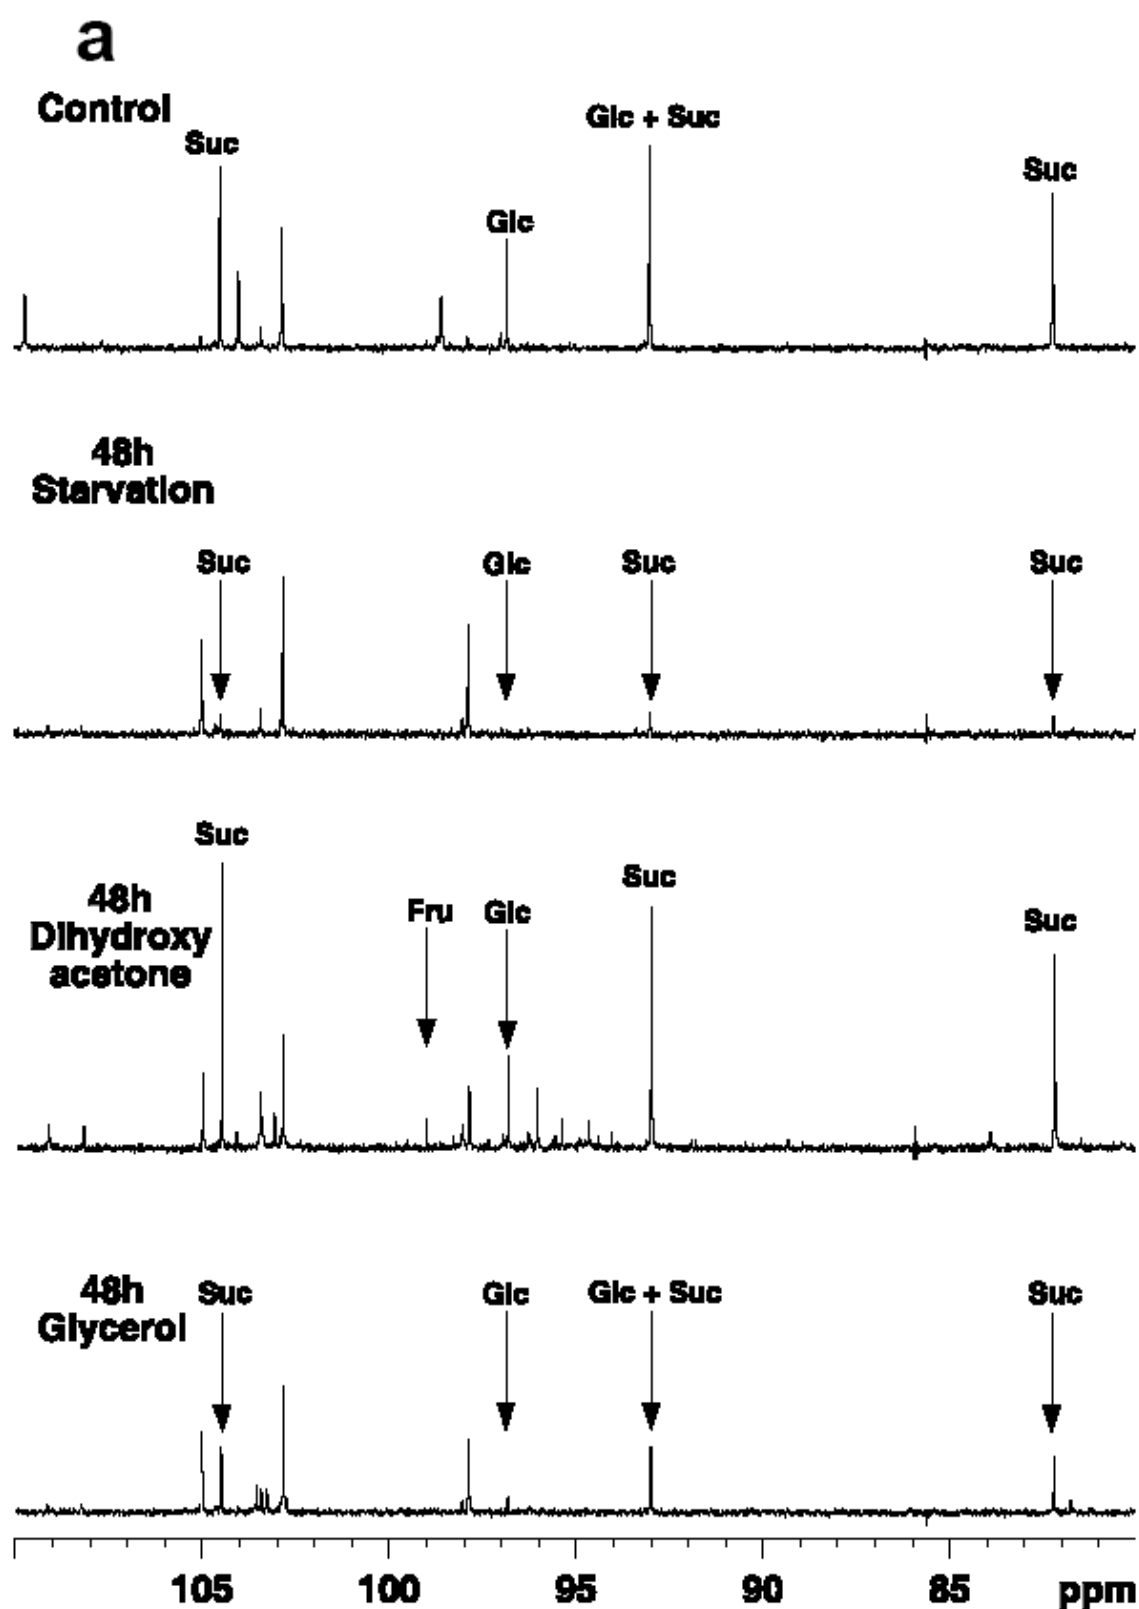 a
Control
Suc
Glc
Glc + Suc
Suc
48h
Starvation
Suc
Glc
Suc
Suc
48h
Dihydroxy
acetone
Suc
Fru
Glc
Suc
Suc
48h
Glycerol
Suc
Glc
Glc + Suc
Suc
105 100 95 90 85 ppm